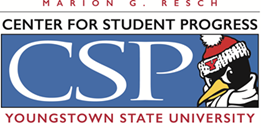 MARION G. RESCH
CENTER FOR STUDENT PROGRESS
CSP
YOUNGSTOWN STATE UNIVERSITY